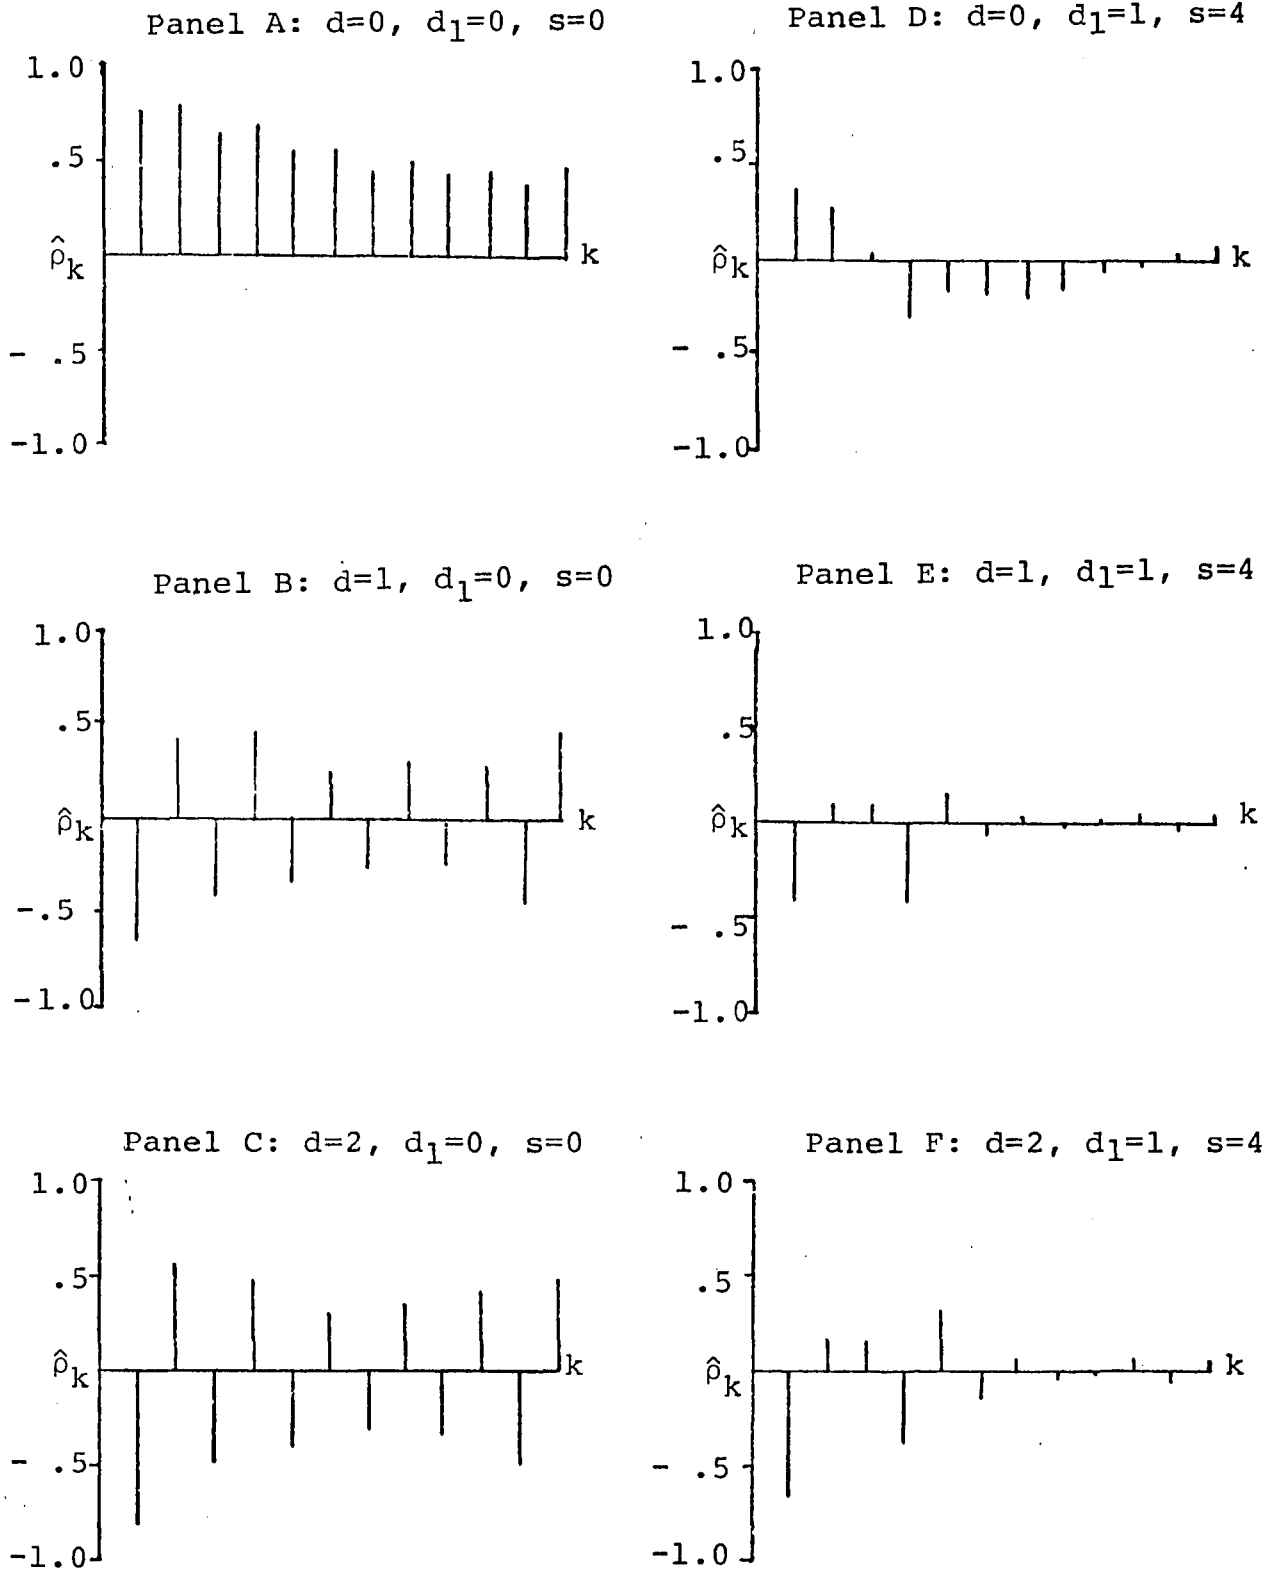 Panel A: d=0, d1=0, s=0
1.0
.5
ρ̂k
k
- .5
-1.0
Panel D: d=0, d1=1, s=4
1.0
.5
ρ̂k
k
- .5
-1.0
Panel B: d=1, d1=0, s=0
1.0
.5
ρ̂k
k
-.5
-1.0
Panel E: d=1, d1=1, s=4
1.0
.5
ρ̂k
k
- .5
-1.0
Panel C: d=2, d1=0, s=0
1.0
.5
ρ̂k
k
- .5
-1.0
Panel F: d=2, d1=1, s=4
1.0
.5
ρ̂k
k
- .5
-1.0